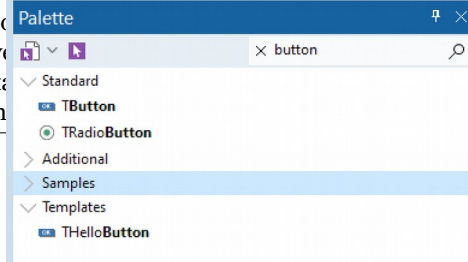 Palette
button
Standard
TButton
TRadioButton
Additional
Samples
Templates
THelloButton